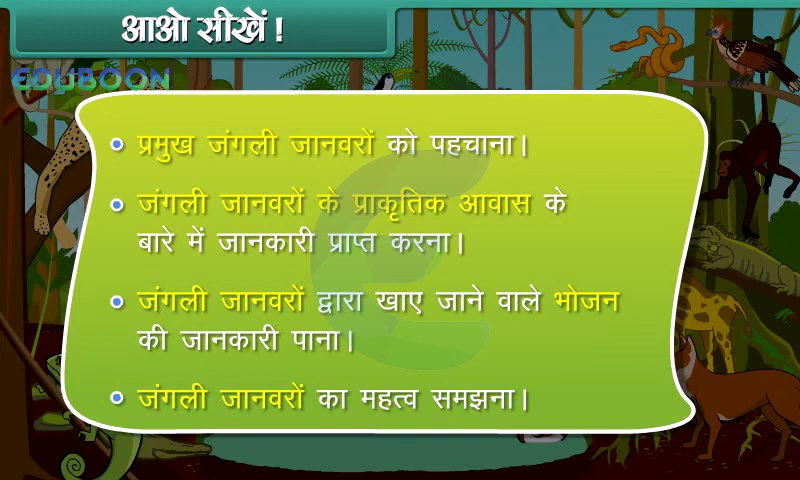 आओ सीखें!
EDUBOON
प्रमुख जंगली जानवरों को पहचाना।
जंगली जानवरों के प्राकृतिक आवास के
बारे में जानकारी प्राप्त करना।
जंगली जानवरों द्वारा खाए जाने वाले भोजन
की जानकारी पाना।
जंगली जानवरों का महत्व समझना।